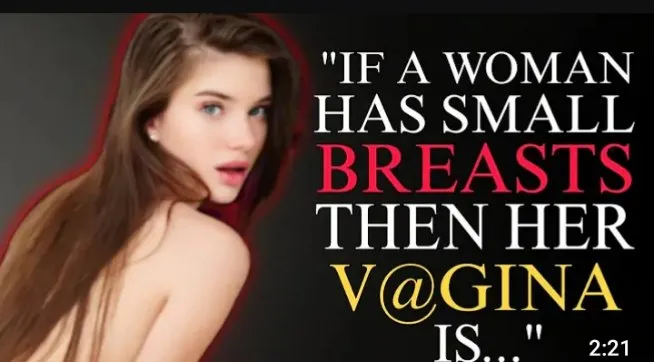 "IF A WOMAN
HAS SMALL
BREASTS
THEN HER
V@GINA
IS..."
2:21